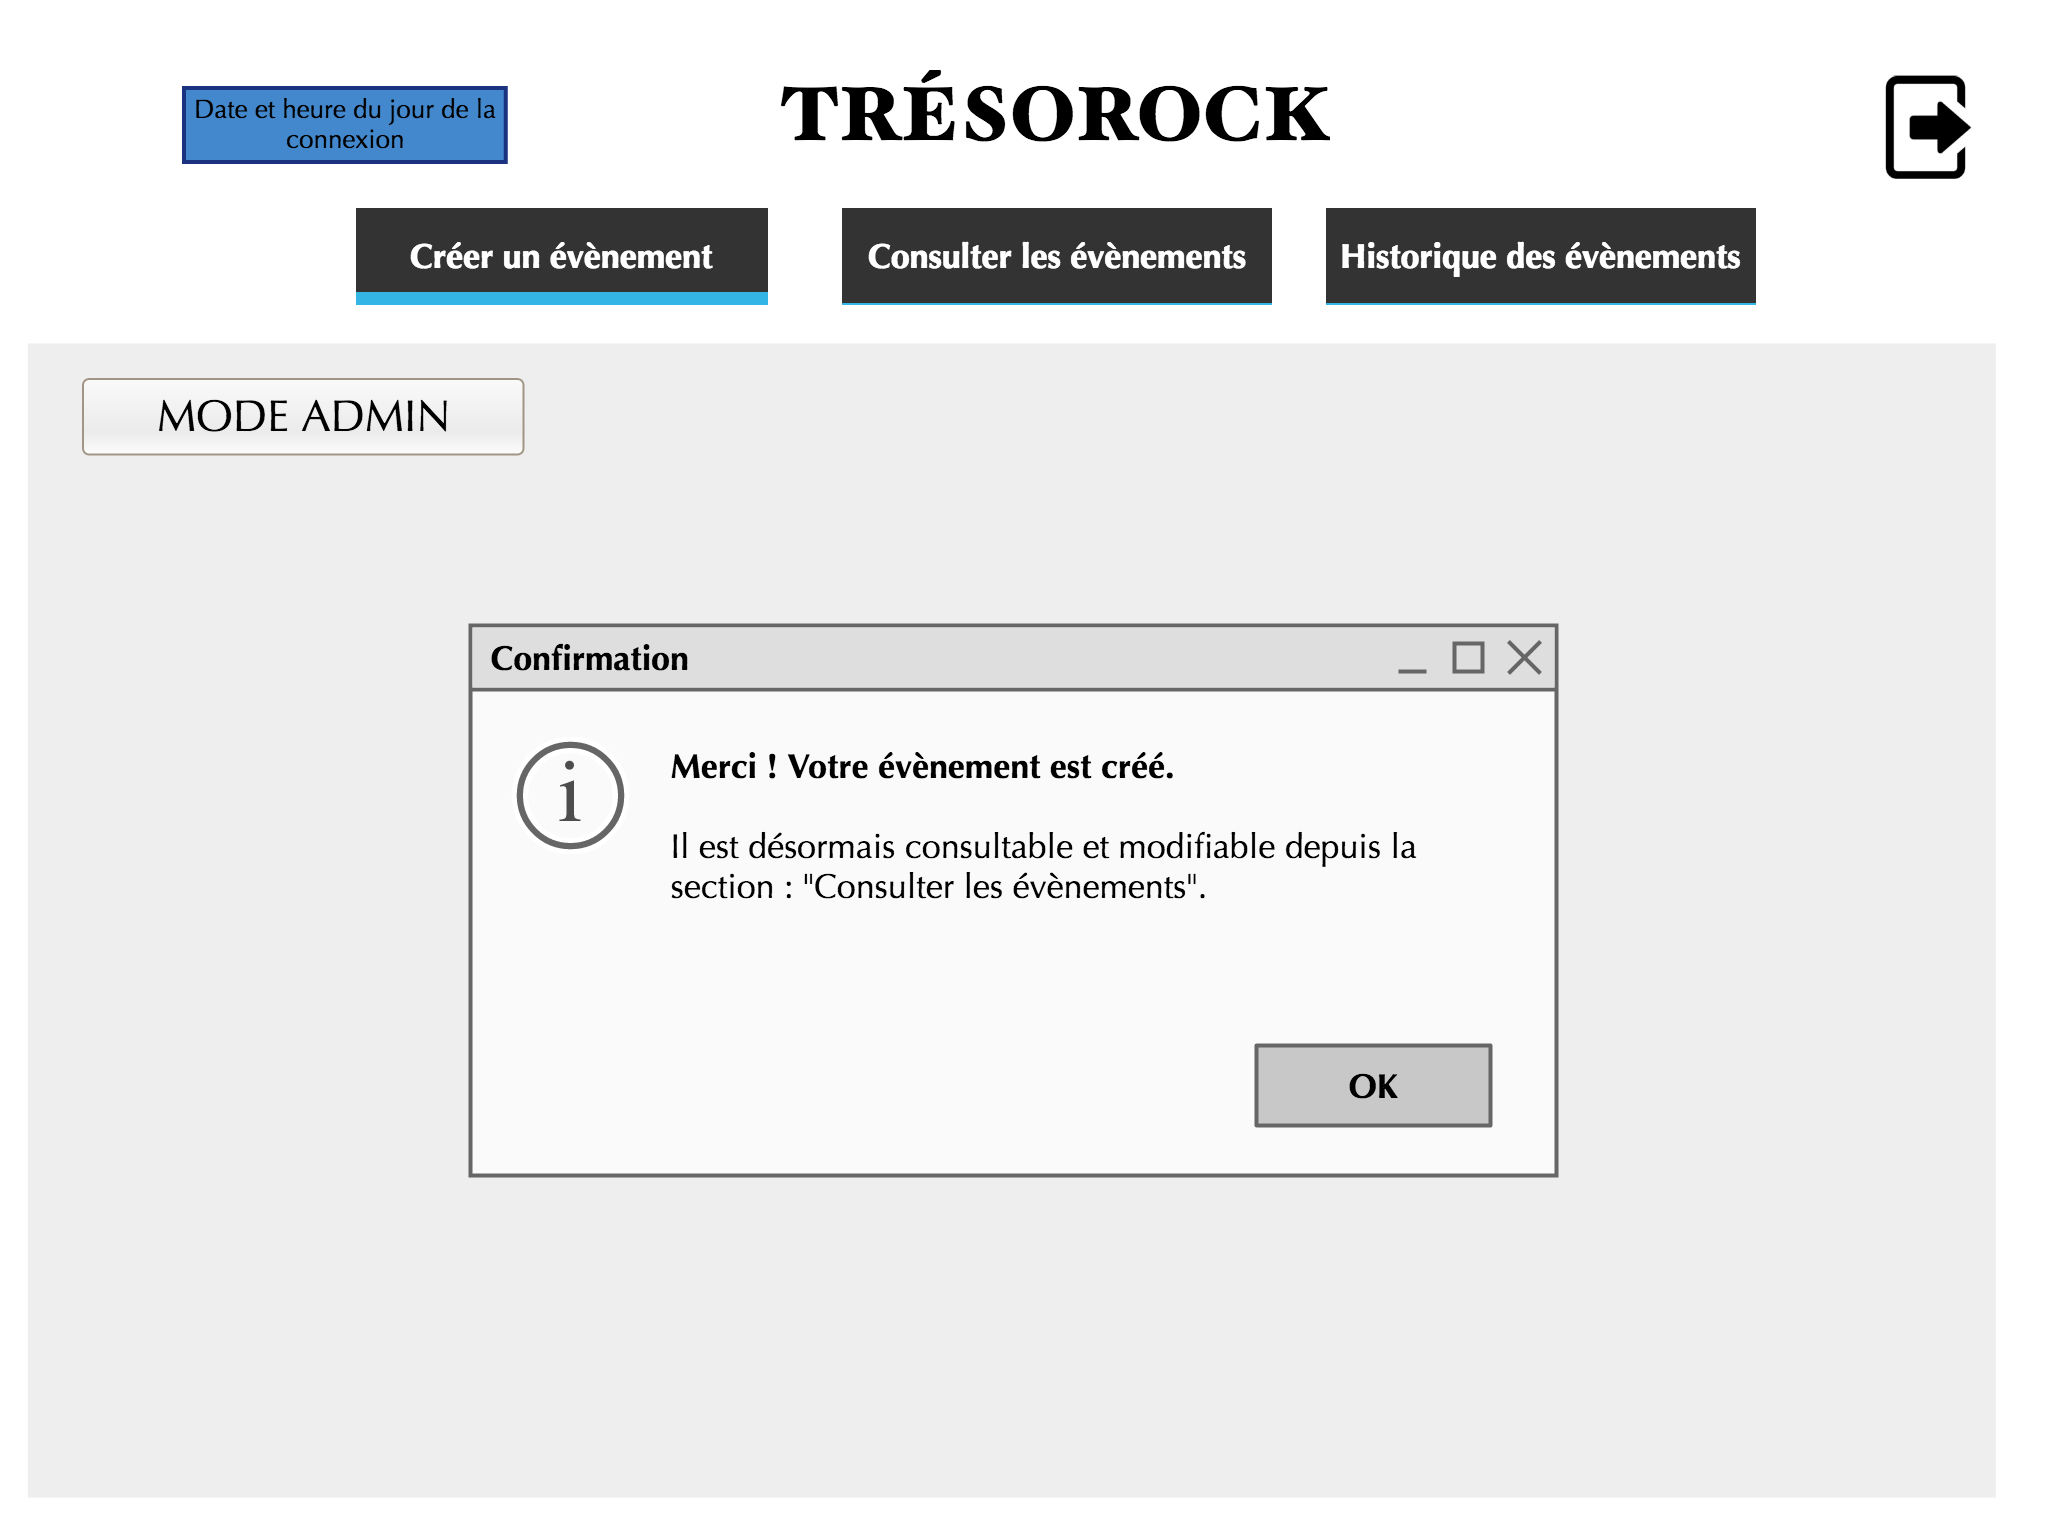 Date et heure du jour de la
connexion
TRÉSOROCK
Créer un évènement
Consulter les évènements
Historique des évènements
MODE ADMIN
Confirmation
i
Merci ! Votre évènement est créé.
Il est désormais consultable et modifiable depuis la
section : "Consulter les évènements".
OK